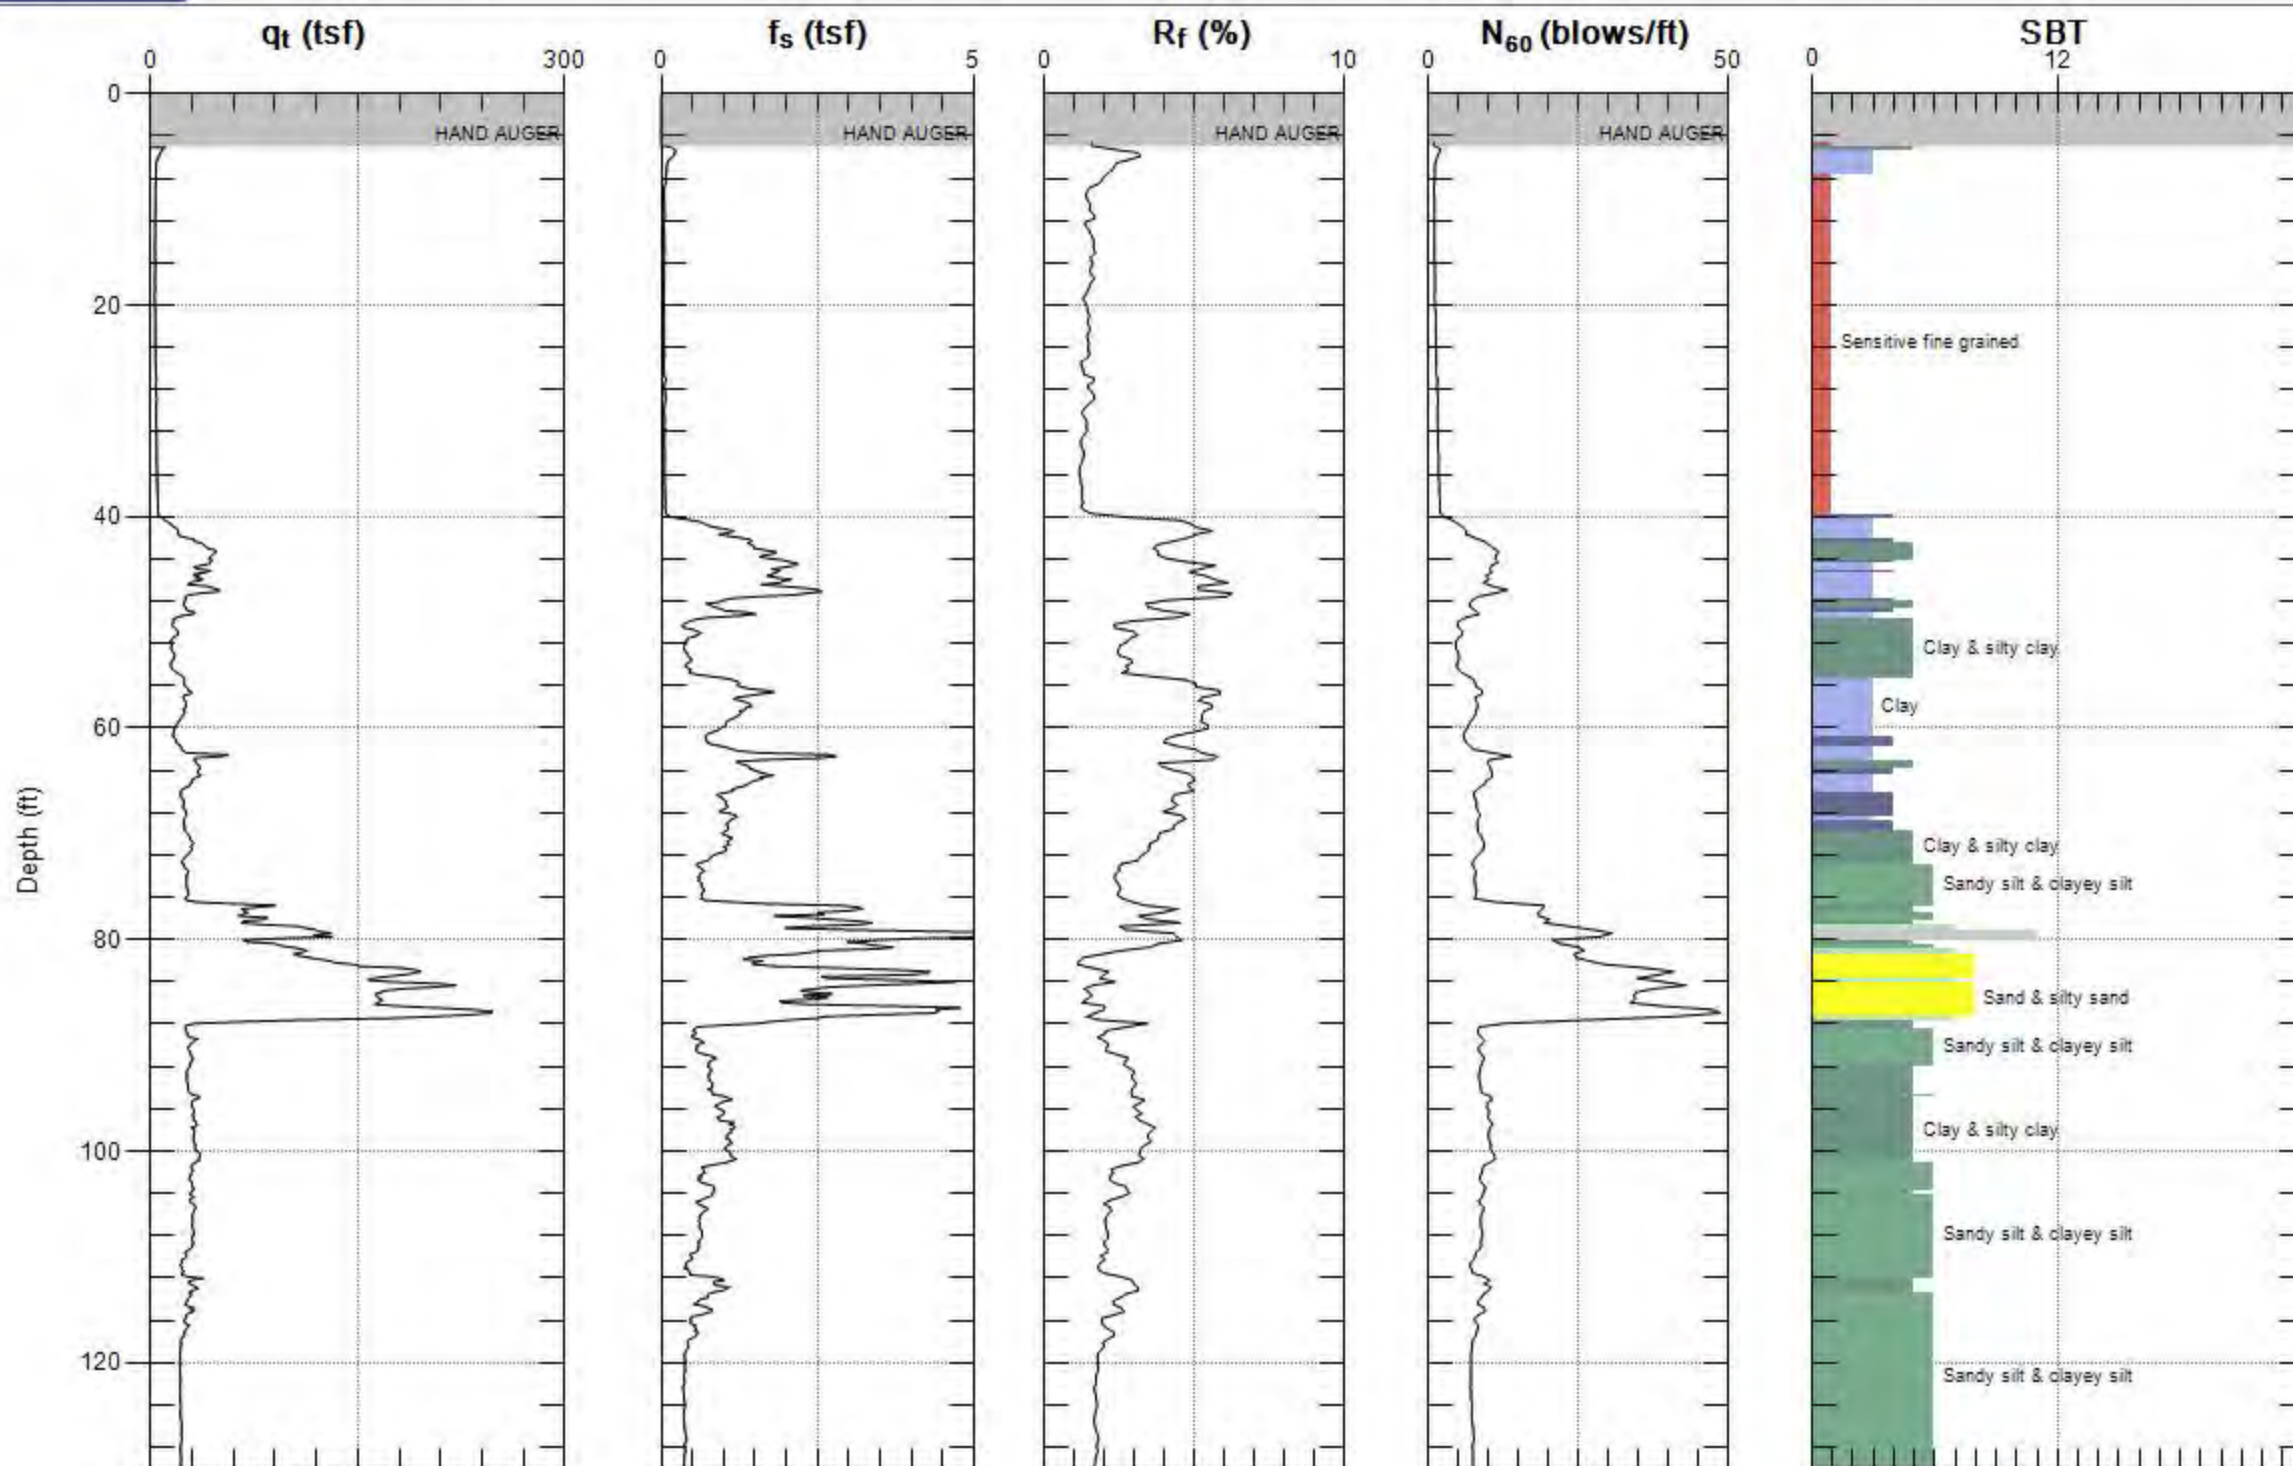 qt (tsf)
fs (tsf)
Rf (%)
N60 (blows/ft)
SBT
0 300
0 5
0 10
0 50
0 12
0
HAND AUGER
HAND AUGER
HAND AUGER
HAND AUGER
20
Sensitive fine grained
40
Clay & silty clay
Clay
60
Depth (ft)
Clay & silty clay
Sandy silt & clayey silt
80
Sand & silty sand
Sandy silt & clayey silt
Clay & silty clay
100
Sandy silt & clayey silt
120
Sandy silt & clayey silt